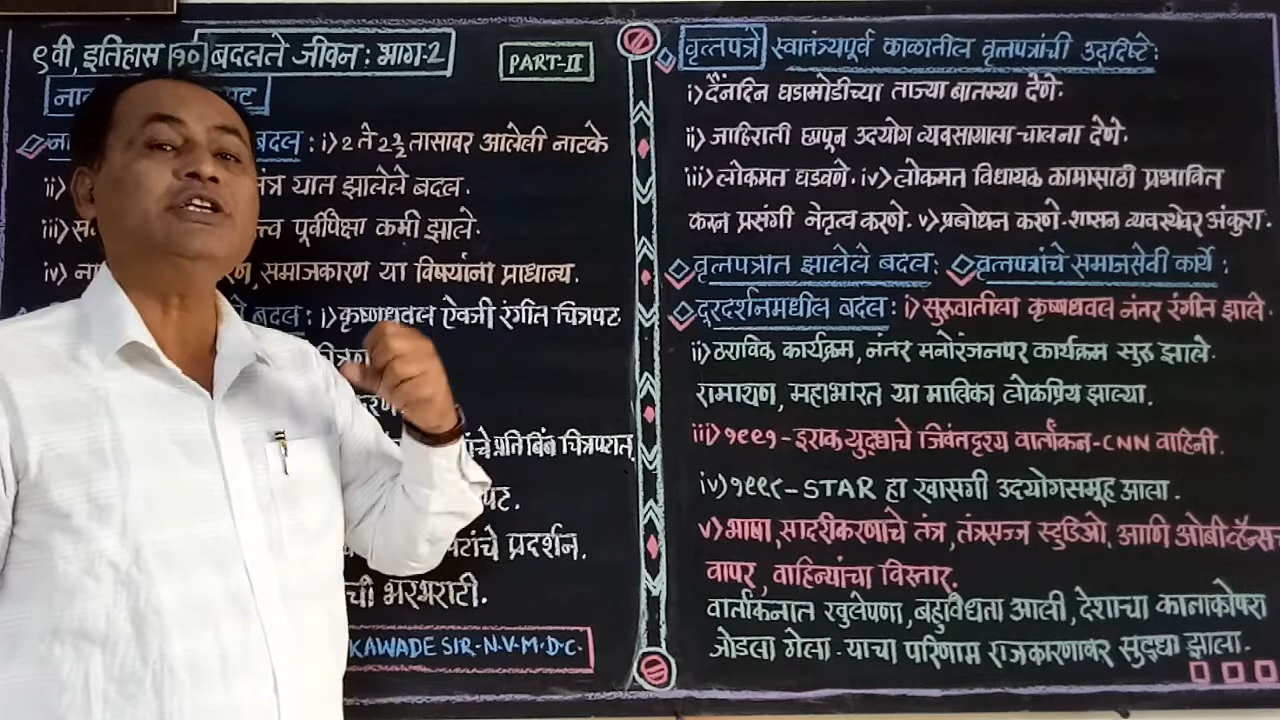 ९वी, इतिहास १०) बदलते जीवन : भाग-2
PART-II
बदल : i> 2 ते 2½ तासावर आलेली नाटके
ii> यात झालेले बदल.
iii> पूर्वीपेक्षा कमी झाले.
iv> समाजकारण या विषयांना प्राधान्य.
बदल : i> कृष्णधवल ऐवजी रंगीत चित्रपट
प्रतिबिंब चित्रपटात
प्रदर्शन.
ची भरभराटी.
KAWADE SIR-N.V.M.D.C.
वृत्तपत्रे स्वातंत्र्यपूर्व काळातील वृत्तपत्रांची उद्दिष्टे :
i> दैनंदिन घडामोडीच्या ताज्या बातम्या देणे.
ii> जाहिराती छापून उदयोग व्यवसायाला चालना देणे.
iii> लोकमत घडवणे. iv> लोकमत विधायक कामासाठी प्रभावित
करुन प्रसंगी नेतृत्व करणे. v> प्रबोधन करणे. शासन व्यवस्थेवर अंकुश.
वृत्तपत्रात झालेले बदल : वृत्तपत्रांचे समाजसेवी कार्ये :
दूरदर्शनमधील बदल : i> सुरुवातीला कृष्णधवल नंतर रंगीत झाले.
ii> ठराविक कार्यक्रम, नंतर मनोरंजनपर कार्यक्रम सुरु झाले.
रामायण, महाभारत या मालिका लोकप्रिय झाल्या.
iii> १९९१-इराक युद्धाचे जिवंत दृश्य वार्तांकन-CNN वाहिनी.
iv) १९९८-STAR हा खासगी उदयोगसमूह आला.
v> भाषा, सादरीकरणाचे तंत्र, तंत्रसज्ज स्टुडिओ, आणि ओबी व्हॅन्सचा
वापर, वाहिन्यांचा विस्तार.
वार्तांकनात खुलेपणा, बहुविधता आली, देशाचा कानाकोपरा
जोडला गेला. याचा परिणाम राजकारणावर सुद्धा झाला.